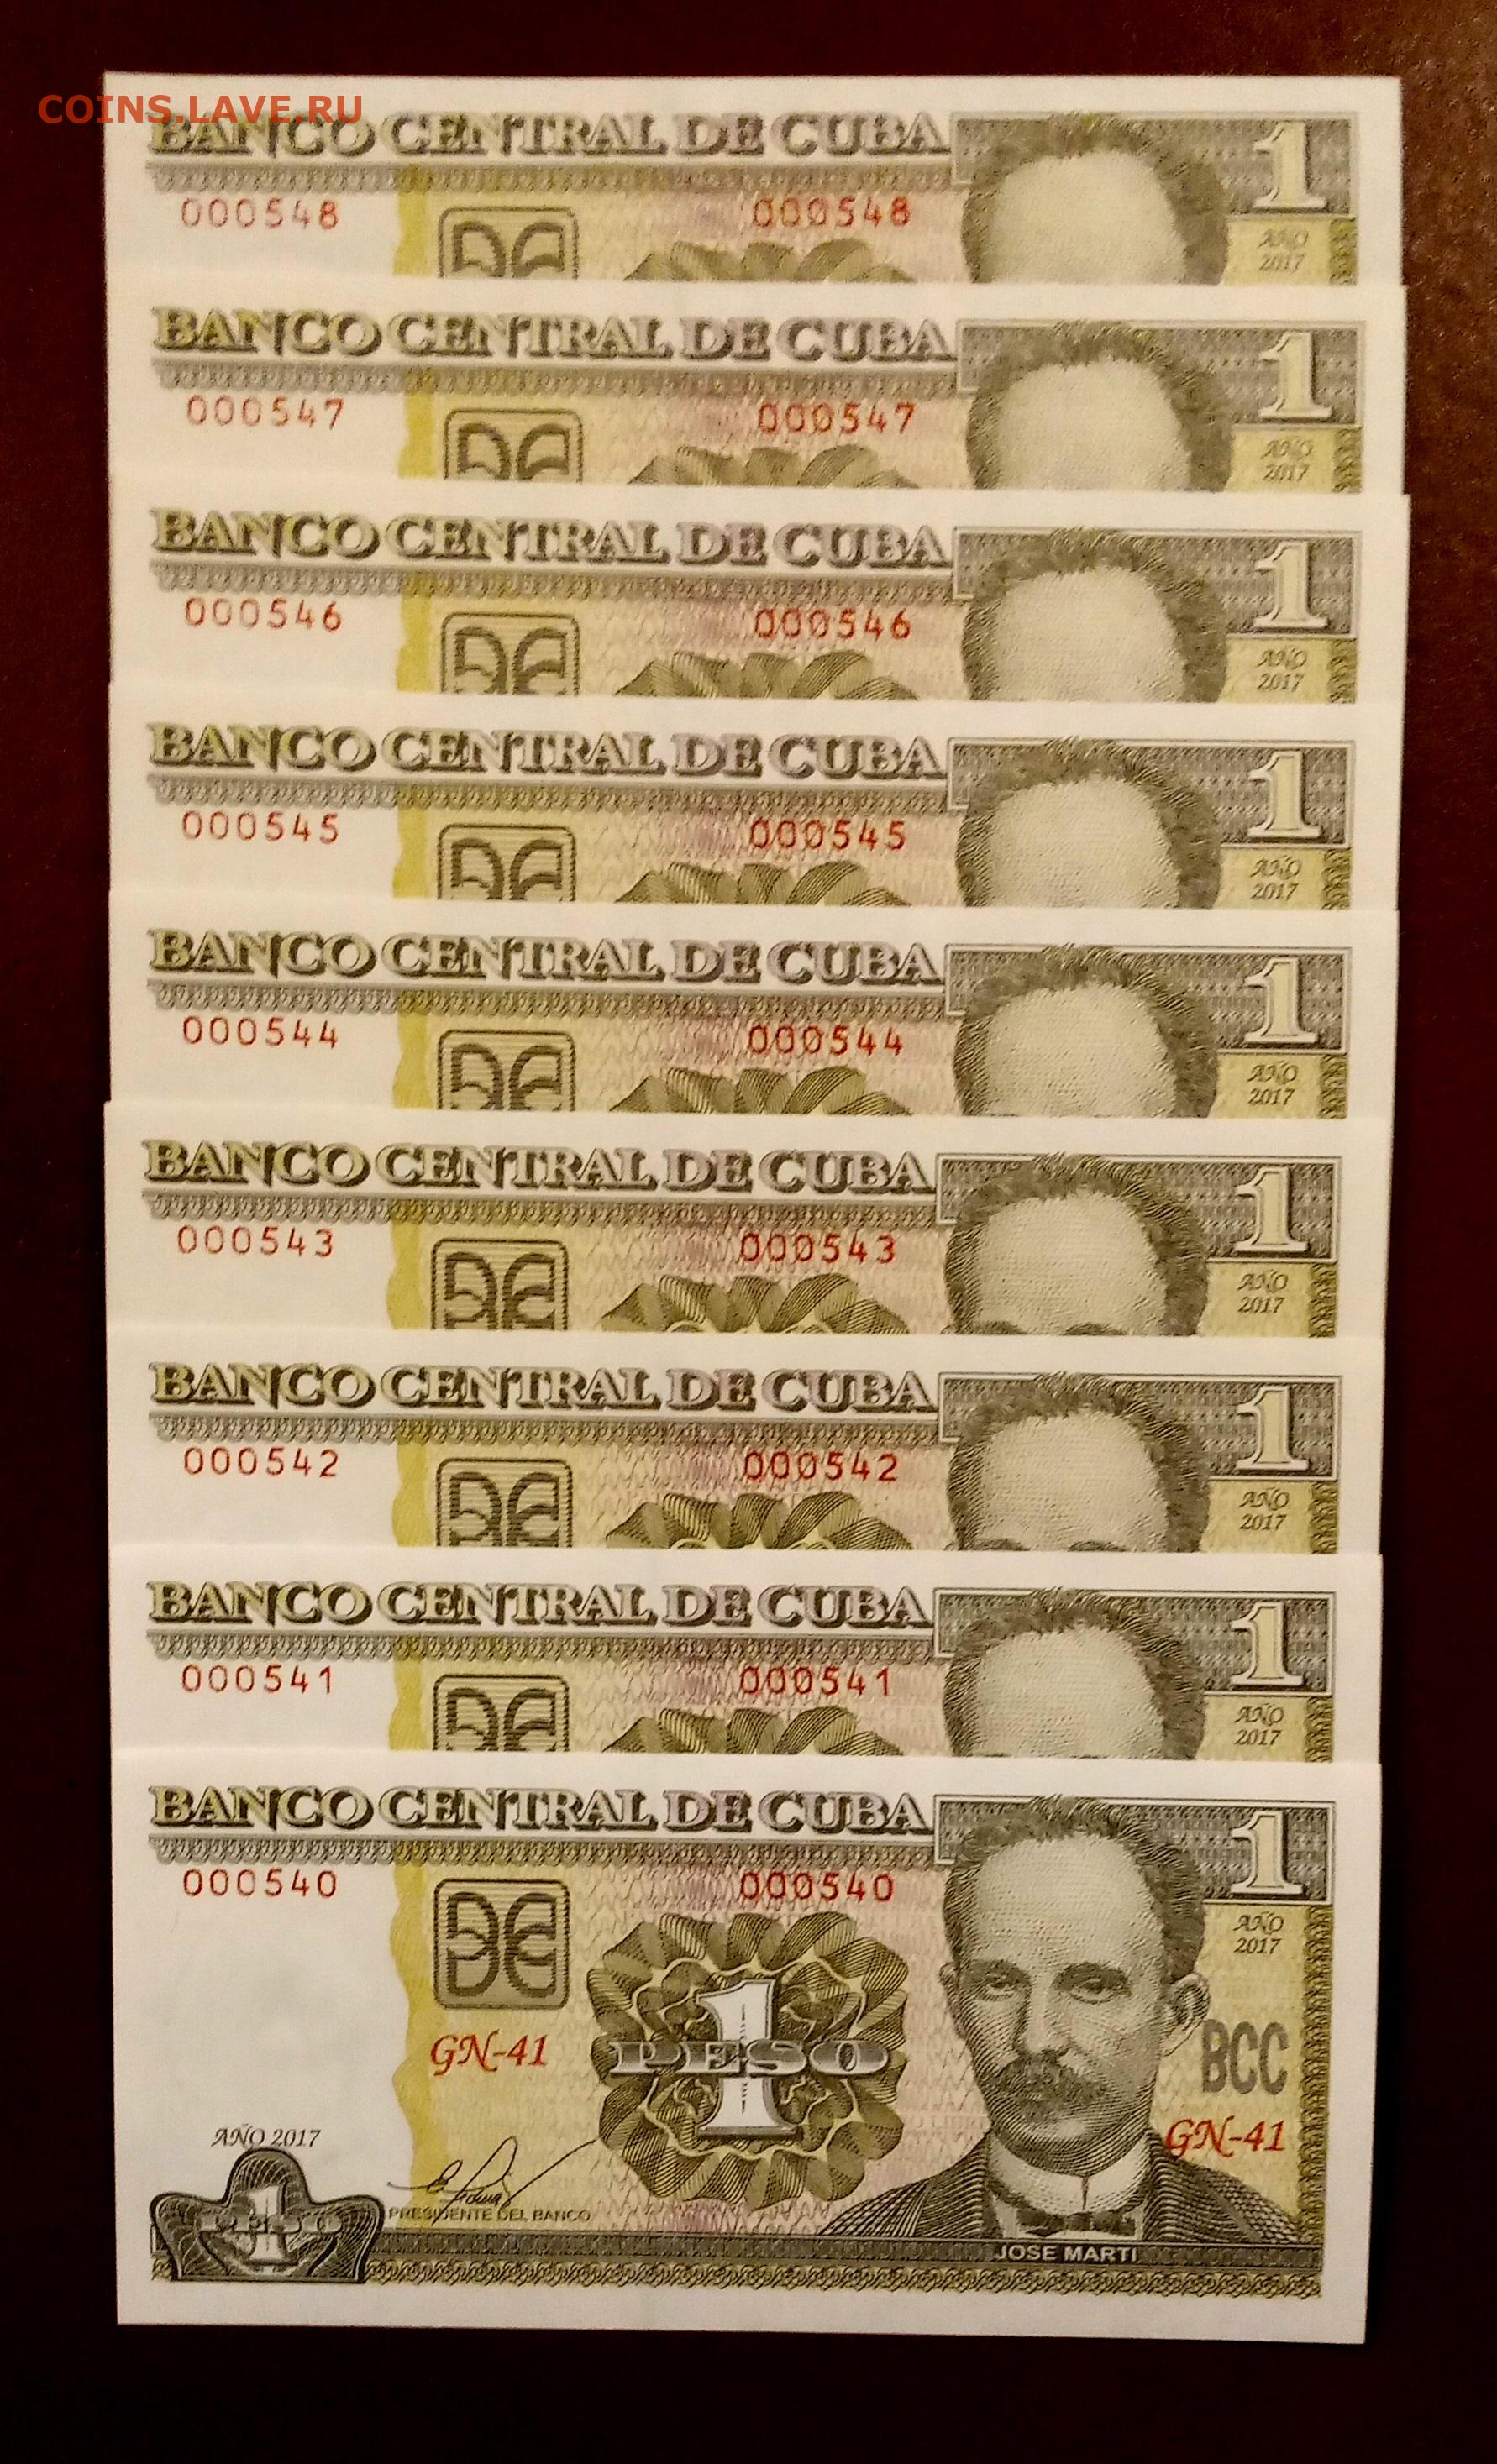 COINS.LAVE.RU
BANCO CENTRAL DE CUBA 1
000548 000548
AÑO
2017
BANCO CENTRAL DE CUBA 1
000547 000547
AÑO
2017
BANCO CENTRAL DE CUBA 1
000546 000546
AÑO
2017
BANCO CENTRAL DE CUBA 1
000545 000545
AÑO
2017
BANCO CENTRAL DE CUBA 1
000544 000544
AÑO
2017
BANCO CENTRAL DE CUBA 1
000543 000543
AÑO
2017
BANCO CENTRAL DE CUBA 1
000542 000542
AÑO
2017
BANCO CENTRAL DE CUBA 1
000541 000541
AÑO
2017
BANCO CENTRAL DE CUBA 1
000540 000540
AÑO
2017
GN-41 1 PESO BCC
AÑO 2017 GN-41
1
PRESIDENTE DEL BANCO
JOSE MARTI